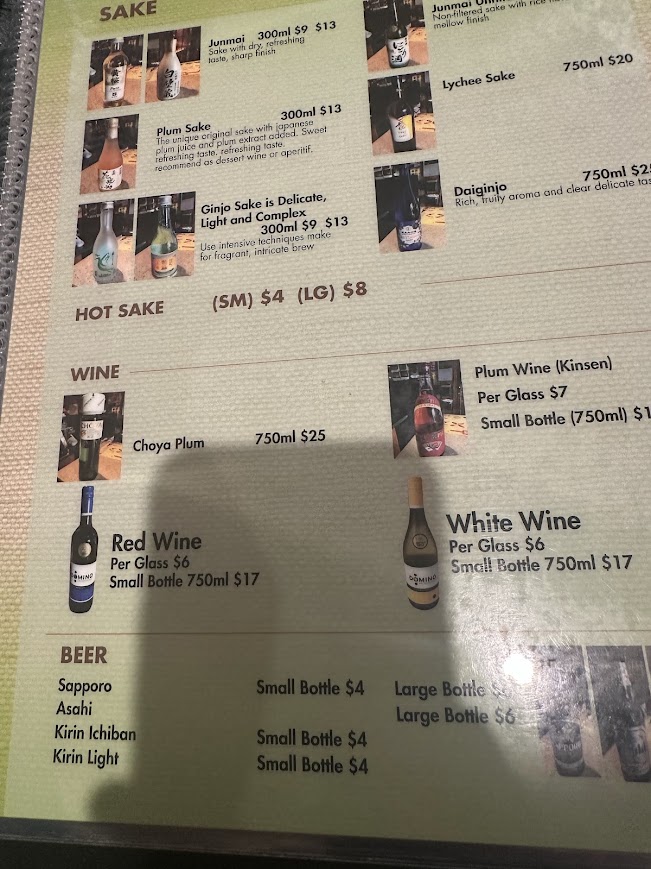 SAKE
Junmai 300ml $9 $13
Sake with dry, refreshing
taste, sharp finish
Plum Sake 300ml $13
The unique original sake with japanese
plum juice and plum extract added. Sweet
refreshing taste, refreshing taste.
recommend as dessert wine or aperitif.
Ginjo Sake is Delicate,
Light and Complex
300ml $9 $13
Use intensive techniques make
for fragrant, intricate brew
Junmai
Non-filtered sake with rice
mellow finish
Lychee Sake 750ml $20
Daiginjo 750ml
Rich, fruity aroma and clear delicate
HOT SAKE (SM) $4 (LG) $8
WINE
Choya Plum 750ml $25
Plum Wine (Kinsen)
Per Glass $7
Small Bottle (750ml)
DOMINO
Red Wine
Per Glass $6
Small Bottle 750ml $17
DOMINO
White Wine
Per Glass $6
Small Bottle 750ml $17
BEER
Sapporo Small Bottle $4 Large Bottle
Asahi Large Bottle $6
Kirin Ichiban Small Bottle $4
Kirin Light Small Bottle $4